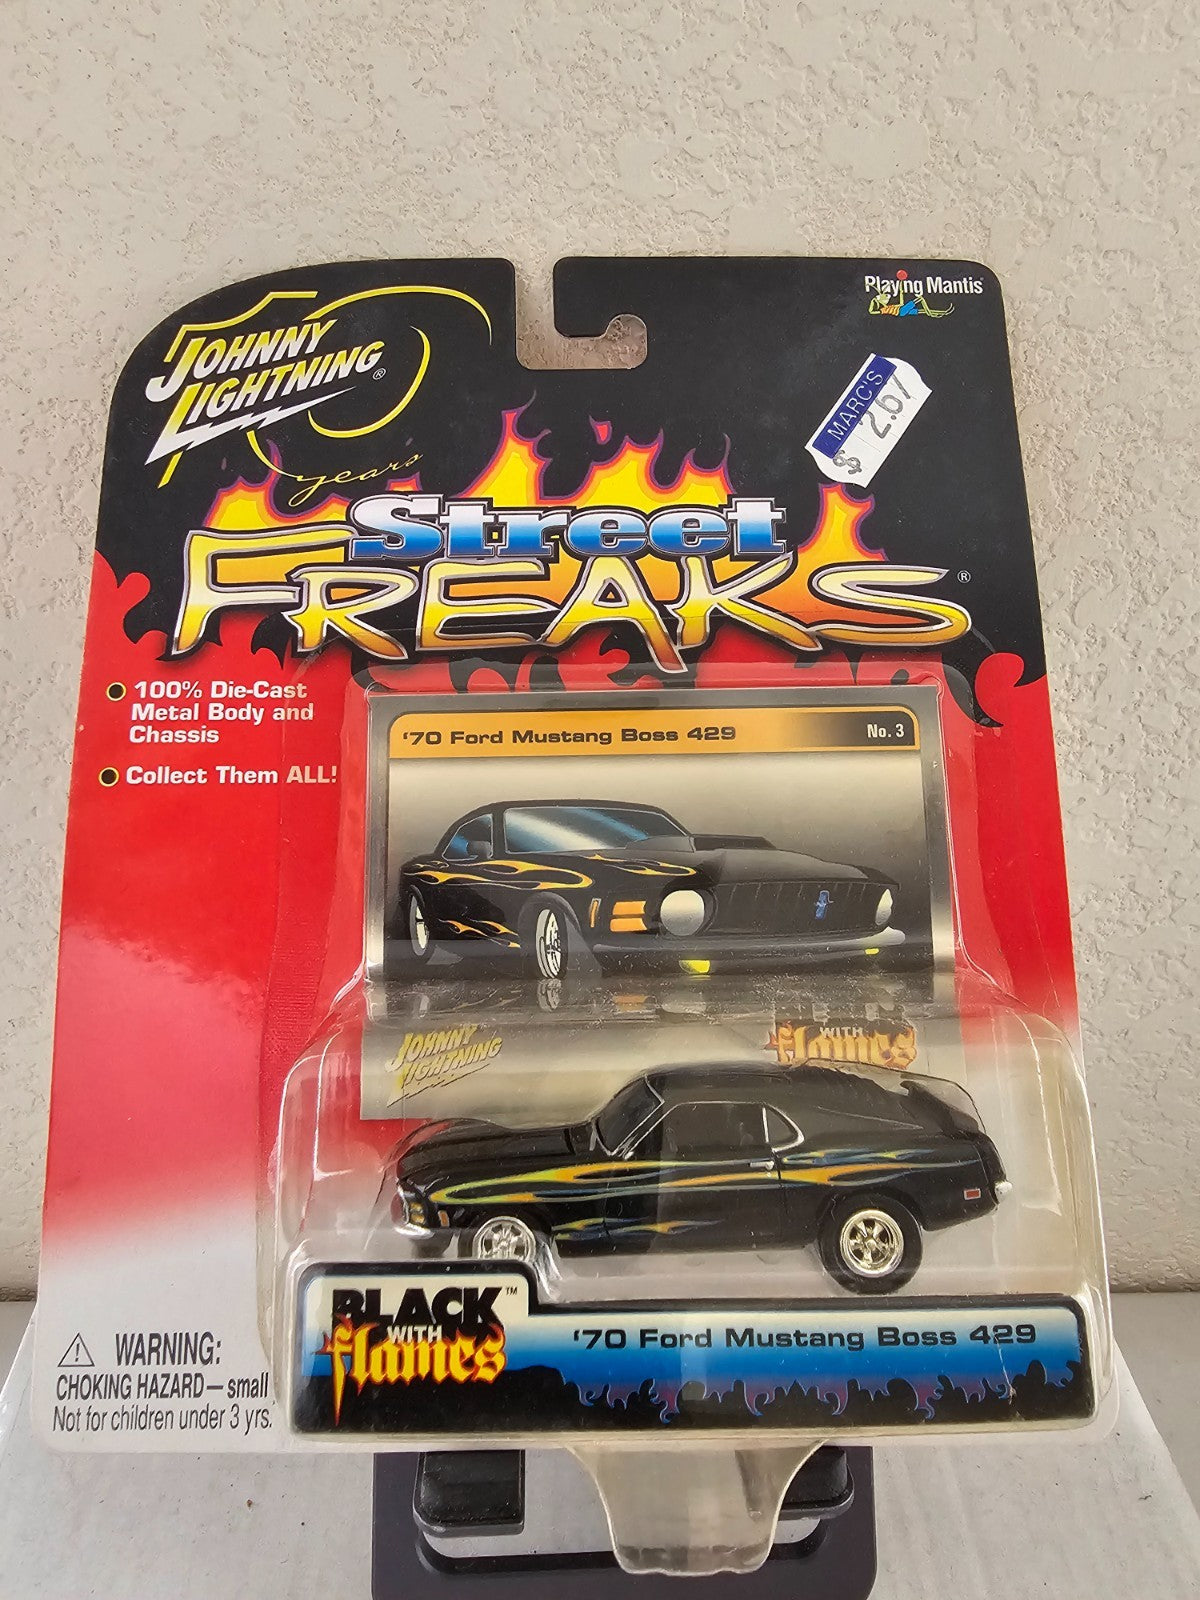 Playing Mantis
JOHNNY
LIGHTNING®
10
years
MARC'S
$ 2.67
Street
FREAKS®
100% Die-Cast
Metal Body and
Chassis
Collect Them ALL!
'70 Ford Mustang Boss 429
No. 3
JOHNNY
LIGHTNING
WITH
flames
BLACK™
WITH
flames
'70 Ford Mustang Boss 429
WARNING:
CHOKING HAZARD—small
Not for children under 3 yrs.